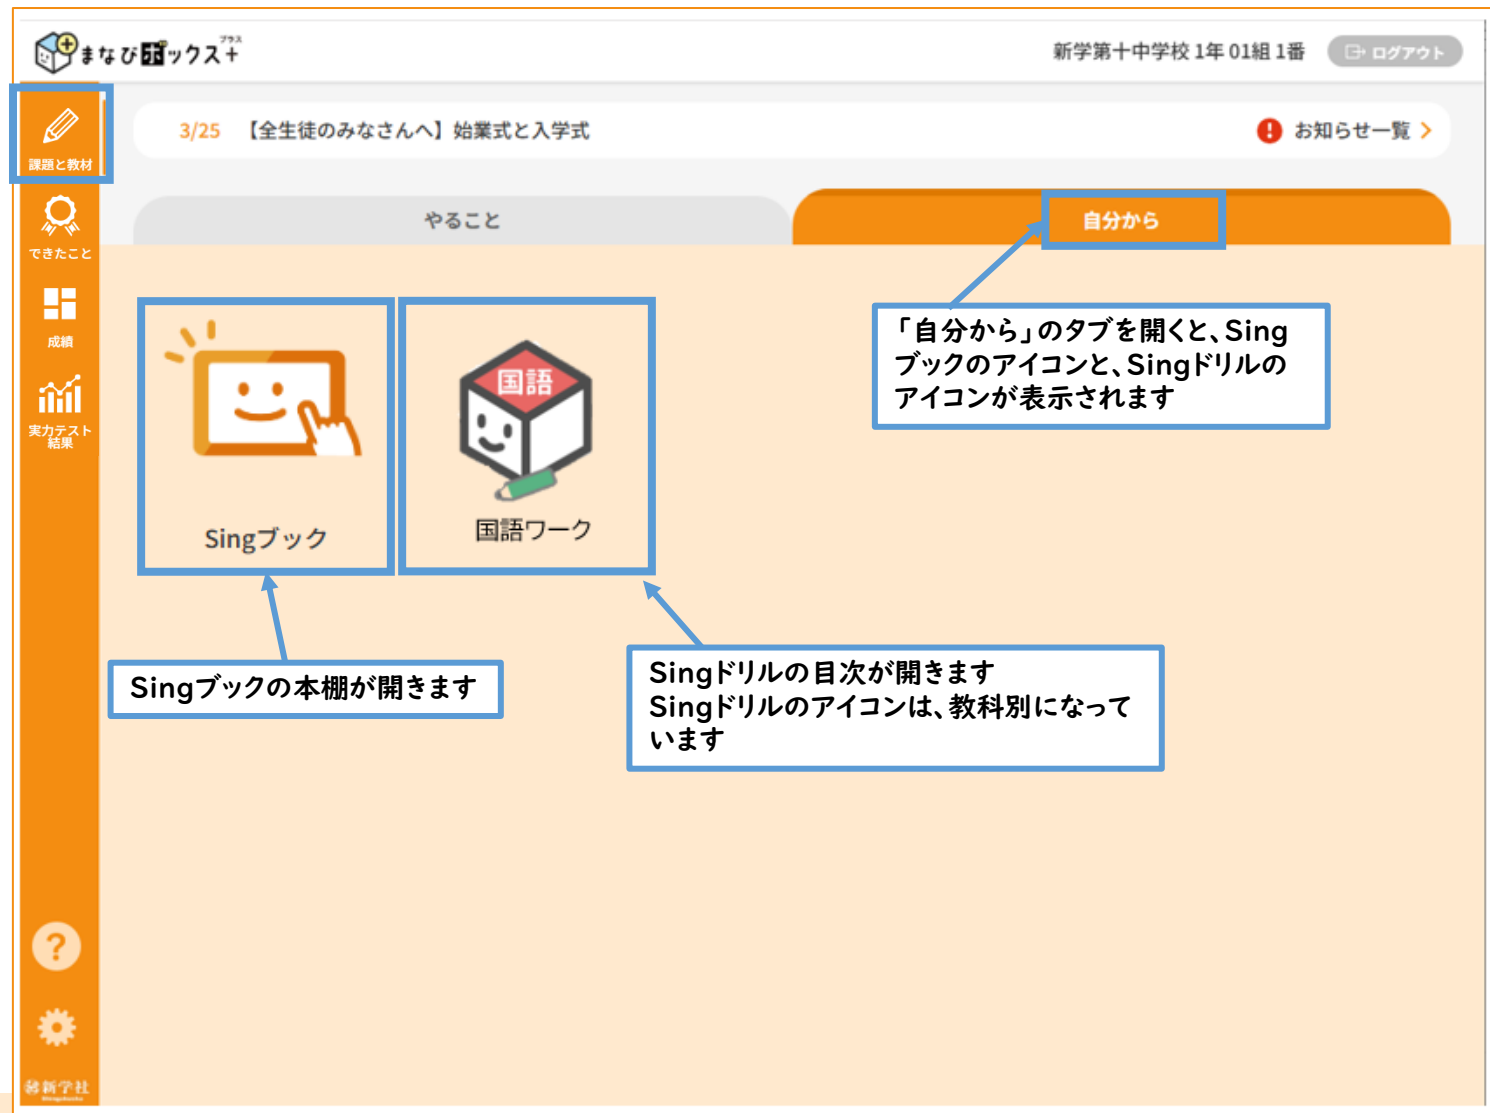 プラス
まなびボックス+
新学第十中学校 1年 01組 1番
ログアウト
課題と教材
3/25 【全生徒のみなさんへ】始業式と入学式
お知らせ一覧
やること
自分から
できたこと
成績
実力テスト
結果
「自分から」のタブを開くと、Sing
ブックのアイコンと、Singドリルの
アイコンが表示されます
国語
Singブック
国語ワーク
Singブックの本棚が開きます
Singドリルの目次が開きます
Singドリルのアイコンは、教科別になって
います
?
新学社